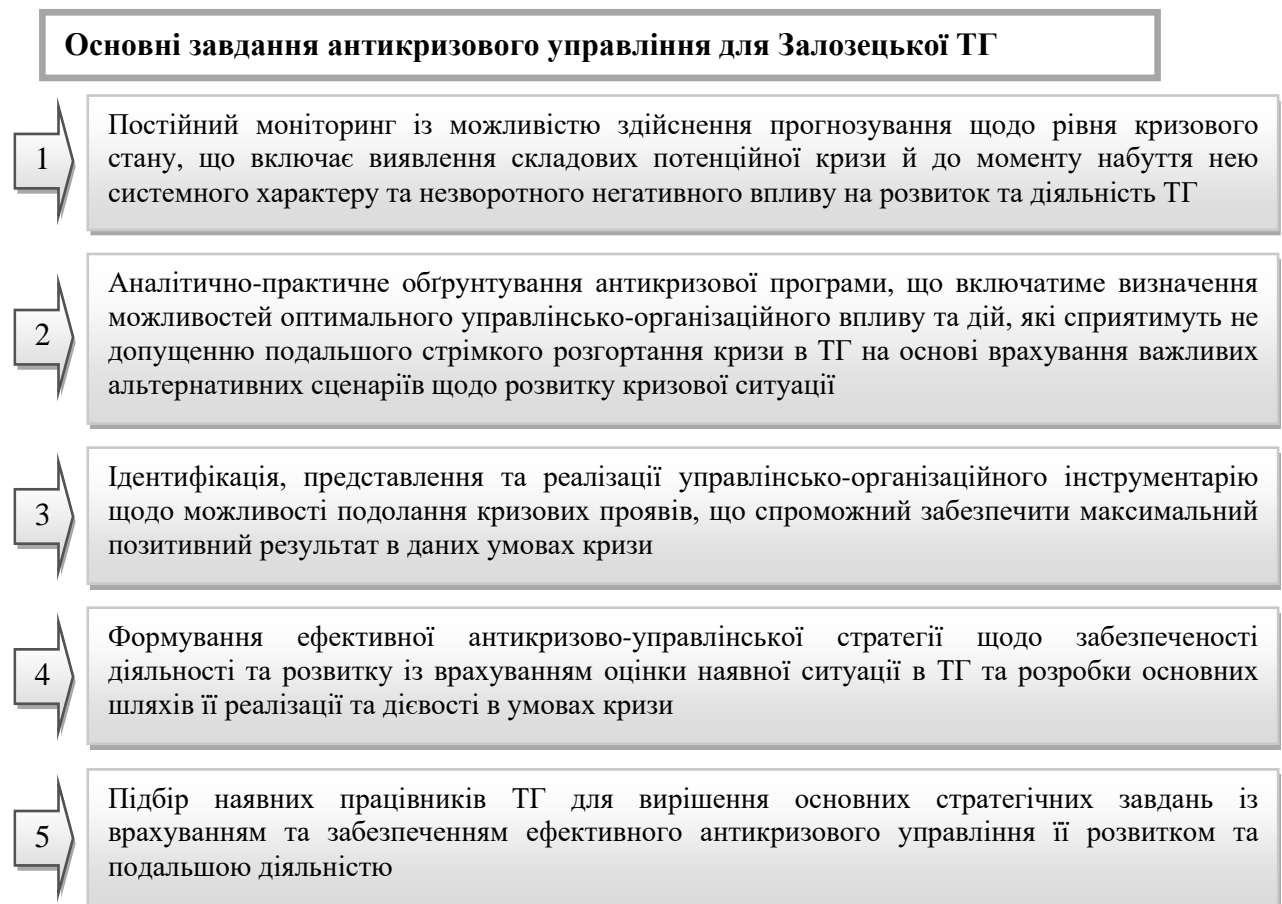 Основні завдання антикризового управління для Залозецької ТГ
1
Постійний моніторинг із можливістю здійснення прогнозування щодо рівня кризового
стану, що включає виявлення складових потенційної кризи й до моменту набуття нею
системного характеру та незворотного негативного впливу на розвиток та діяльність ТГ
2
Аналітично-практичне обґрунтування антикризової програми, що включатиме визначення
можливостей оптимального управлінсько-організаційного впливу та дій, які сприятимуть не
допущенню подальшого стрімкого розгортання кризи в ТГ на основі врахування важливих
альтернативних сценаріїв щодо розвитку кризової ситуації
3
Ідентифікація, представлення та реалізації управлінсько-організаційного інструментарію
щодо можливості подолання кризових проявів, що спроможний забезпечити максимальний
позитивний результат в даних умовах кризи
4
Формування ефективної антикризово-управлінської стратегії щодо забезпеченості
діяльності та розвитку із врахуванням оцінки наявної ситуації в ТГ та розробки основних
шляхів її реалізації та дієвості в умовах кризи
5
Підбір наявних працівників ТГ для вирішення основних стратегічних завдань із
врахуванням та забезпеченням ефективного антикризового управління її розвитком та
подальшою діяльністю